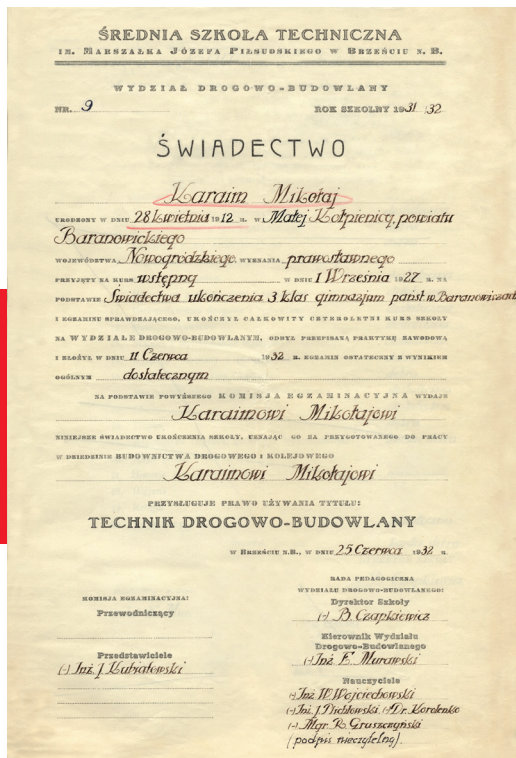 ŚREDNIA SZKOŁA TECHNICZNA
IM. MARSZAŁKA JÓZEFA PIŁSUDSKIEGO W BRZEŚCIU N. B.
WYDZIAŁ DROGOWO-BUDOWLANY
NR. 9 ROK SZKOLNY 1931/32
ŚWIADECTWO
Karaim Mikołaj
URODZONY W DNIU 28 kwietnia 1912 R. W Małej Kołpienicy, powiatu
Baranowickiego
WOJEWÓDZTWA Nowogródzkiego WYZNANIA prawosławnego
PRZYJĘTY NA KURS wstępny W DNIU 1 Września 1927 R. NA
PODSTAWIE Świadectwa ukończenia 3 klas gimnazjum państ w Baranowiczach
I EGZAMINU SPRAWDZAJĄCEGO, UKOŃCZYŁ CAŁKOWITY CZTEROLETNI KURS SZKOŁY
NA WYDZIALE DROGOWO-BUDOWLANYM, ODBYŁ PRZEPISANĄ PRAKTYKĘ ZAWODOWĄ
I ZŁOŻYŁ W DNIU 11 Czerwca 1932 R. EGZAMIN OSTATECZNY Z WYNIKIEM
OGÓLNYM dostatecznym
NA PODSTAWIE POWYŻSZEGO KOMISJA EGZAMINACYJNA WYDAJE
Karaimowi Mikołajowi
NINIEJSZE ŚWIADECTWO UKOŃCZENIA SZKOŁY, UZNAJĄC GO ZA PRZYGOTOWANEGO DO PRACY
W DZIEDZINIE BUDOWNICTWA DROGOWEGO I KOLEJOWEGO
Karaimowi Mikołajowi
PRZYSŁUGUJE PRAWO UŻYWANIA TYTUŁU:
TECHNIK DROGOWO-BUDOWLANY
W BRZEŚCIU N.B., W DNIU 25 Czerwca 1932 R.
KOMISJA EGZAMINACYJNA:
Przewodniczący
Przedstawiciele
(-) Inż. J. Kubiatowski
RADA PEDAGOGICZNA
WYDZIAŁU DROGOWO-BUDOWLANEGO:
Dyrektor Szkoły
(-) B. Czapkiewicz
Kierownik Wydziału
Drogowo-Budowlanego
(-) Inż. E. Murawski
Nauczyciele
(-) Inż W. Wojciechowski
(-) Inż. J. (-) Dr. Korolenko
(-) Mgr. R. Gruszczyński
(podpis nieczytelny)